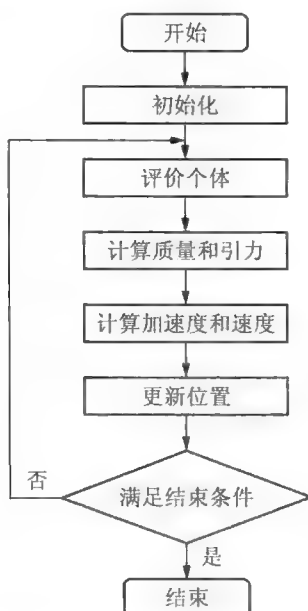 开始
初始化
评价个体
计算质量和引力
计算加速度和速度
更新位置
否
满足结束条件
是
结束